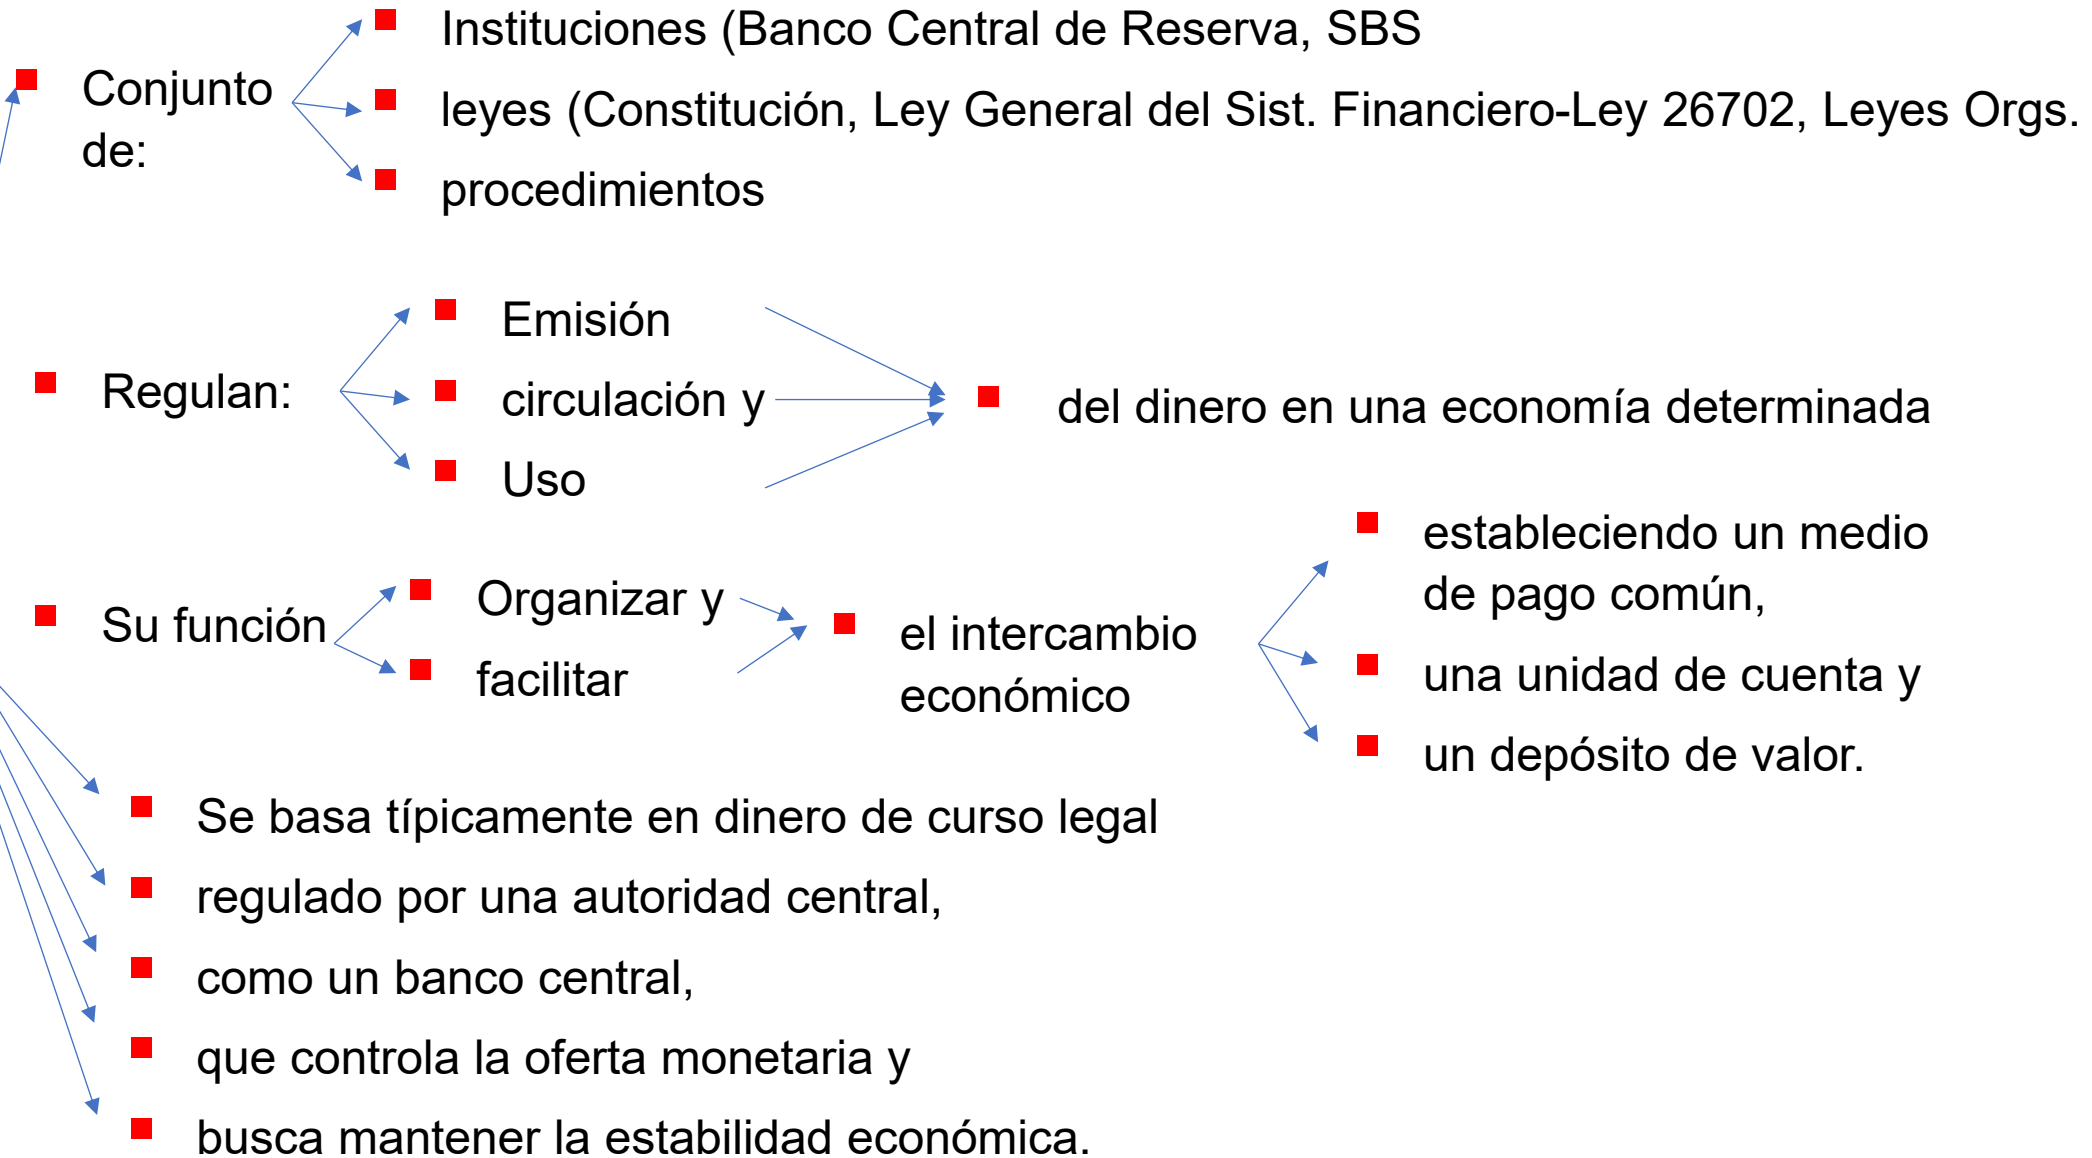 Instituciones (Banco Central de Reserva, SBS
Conjunto
de:
leyes (Constitución, Ley General del Sist. Financiero-Ley 26702, Leyes Orgs.
procedimientos
Regulan:
Emisión
circulación y
Uso
del dinero en una economía determinada
Su función
Organizar y
facilitar
el intercambio
económico
estableciendo un medio
de pago común,
una unidad de cuenta y
un depósito de valor.
Se basa típicamente en dinero de curso legal
regulado por una autoridad central,
como un banco central,
que controla la oferta monetaria y
busca mantener la estabilidad económica.